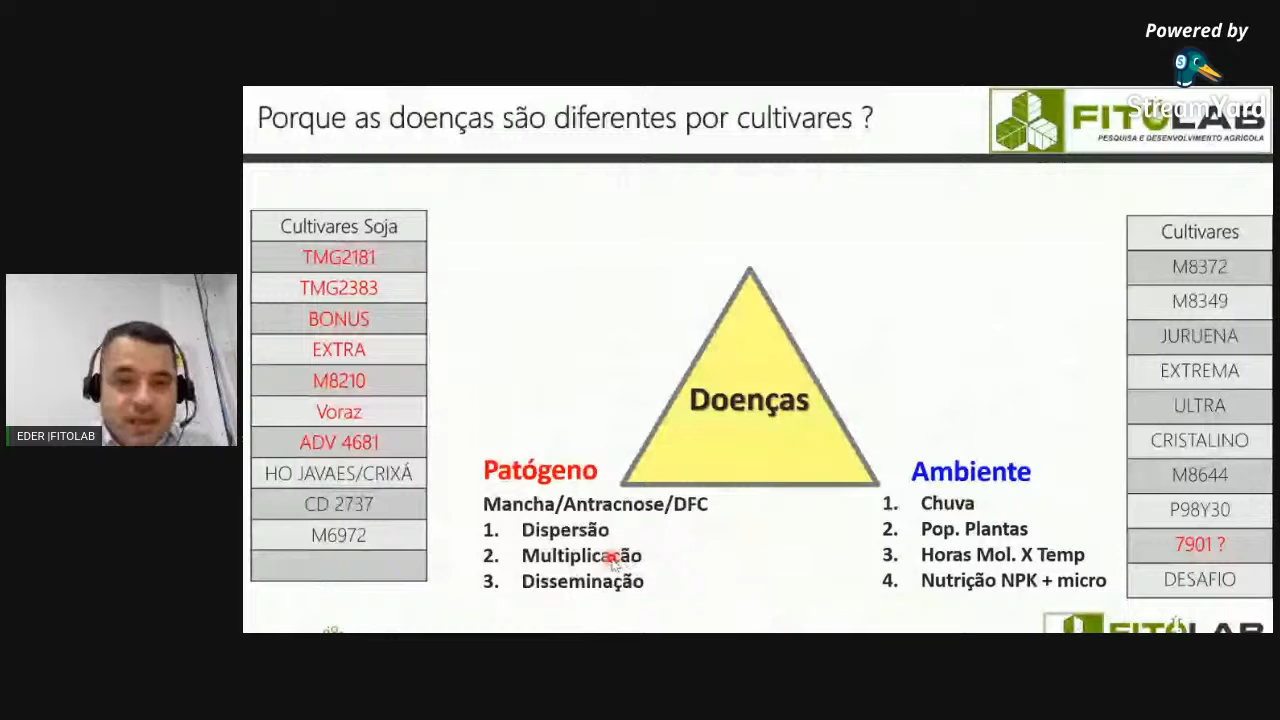 Powered by
StreamYard
Porque as doenças são diferentes por cultivares ?
FITOLAB
PESQUISA E DESENVOLVIMENTO AGRÍCOLA
Cultivares Soja
TMG2181
TMG2383
BONUS
EXTRA
M8210
Voraz
ADV 4681
HO JAVAES/CRIXÁ
CD 2737
M6972
EDER |FITOLAB
Doenças
Patógeno
Mancha/Antracnose/DFC
1. Dispersão
2. Multiplicação
3. Disseminação
Ambiente
1. Chuva
2. Pop. Plantas
3. Horas Mol. X Temp
4. Nutrição NPK + micro
Cultivares
M8372
M8349
JURUENA
EXTREMA
ULTRA
CRISTALINO
M8644
P98Y30
7901 ?
DESAFIO
FITOLAB